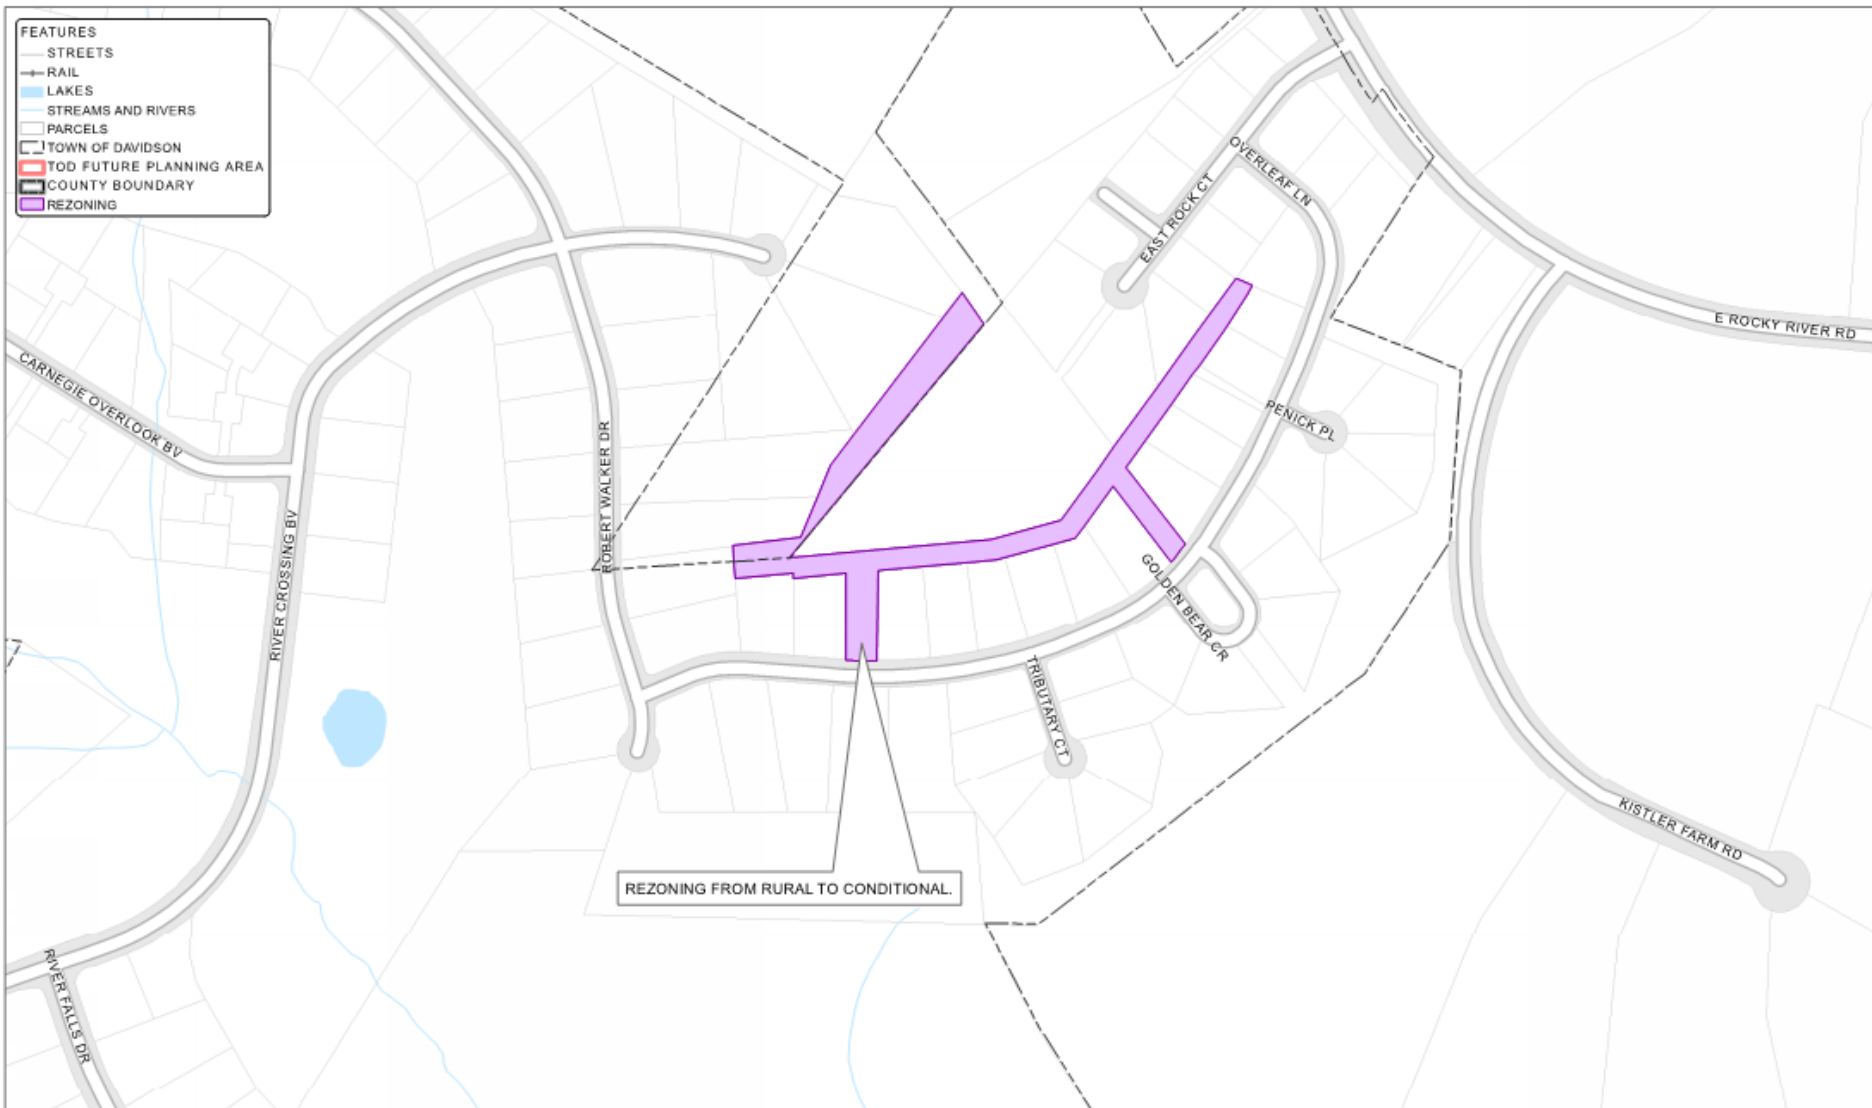 FEATURES
STREETS
RAIL
LAKES
STREAMS AND RIVERS
PARCELS
TOWN OF DAVIDSON
TOD FUTURE PLANNING AREA
COUNTY BOUNDARY
REZONING
OVERLEAF LN
EAST ROCK CT
E ROCKY RIVER RD
CARNEGIE OVERLOOK BV
PENICK PL
ROBERT WALKER DR
RIVER CROSSING BV
GOLDEN BEAR CR
TRIBUTARY CT
KISTLER FARM RD
REZONING FROM RURAL TO CONDITIONAL.
RIVER FALLS DR